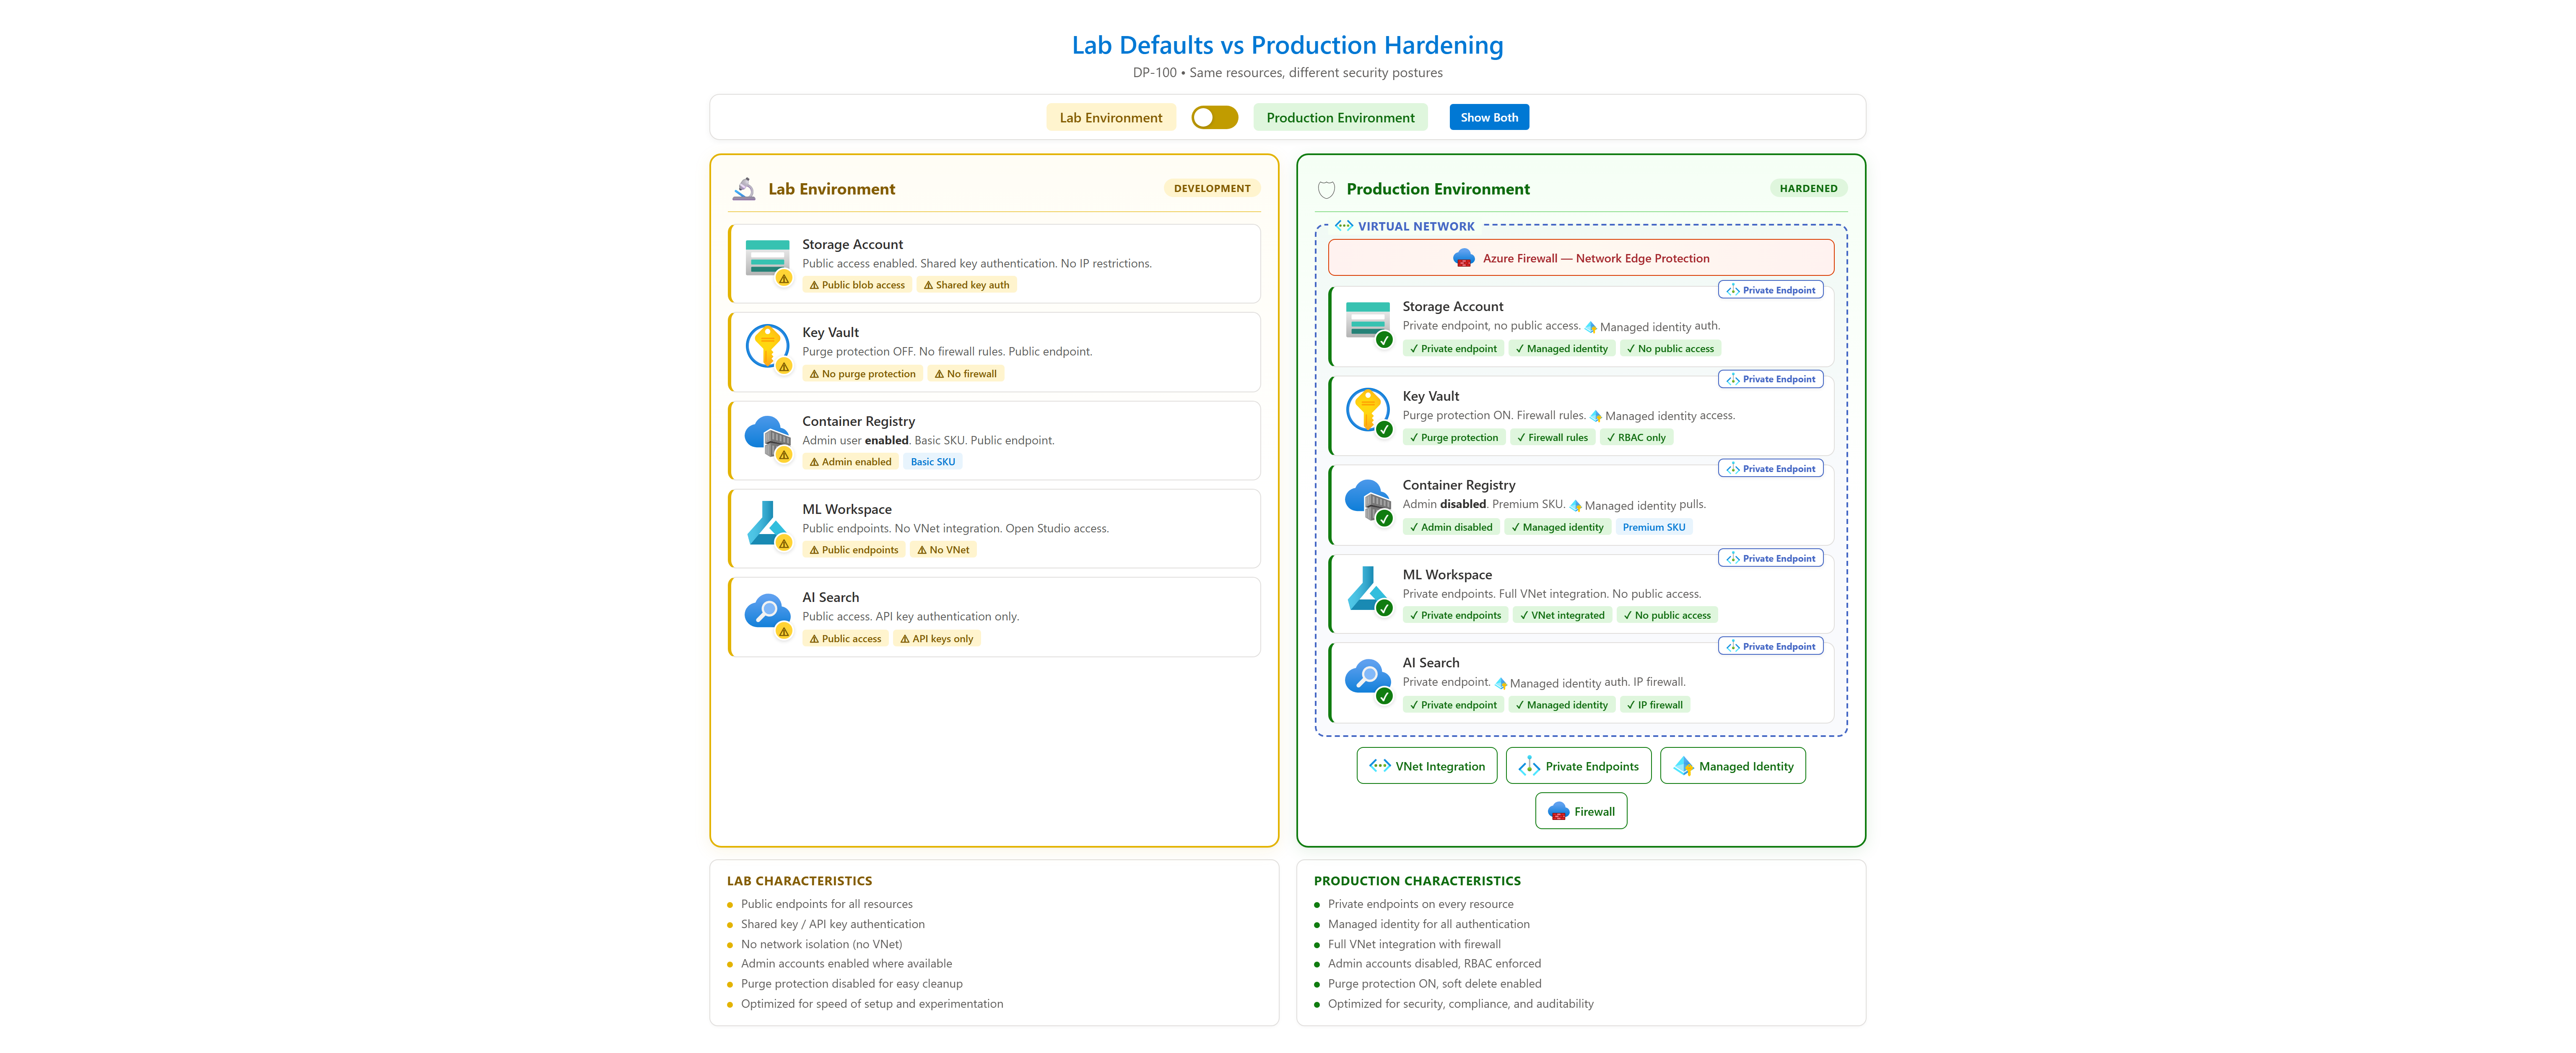 Lab Defaults vs Production Hardening
DP-100 • Same resources, different security postures
Lab Environment
Production Environment
Show Both
Lab Environment
DEVELOPMENT
Storage Account
Public access enabled. Shared key authentication. No IP restrictions.
⚠ Public blob access
⚠ Shared key auth
Key Vault
Purge protection OFF. No firewall rules. Public endpoint.
⚠ No purge protection
⚠ No firewall
Container Registry
Admin user enabled. Basic SKU. Public endpoint.
⚠ Admin enabled
Basic SKU
ML Workspace
Public endpoints. No VNet integration. Open Studio access.
⚠ Public endpoints
⚠ No VNet
AI Search
Public access. API key authentication only.
⚠ Public access
⚠ API keys only
Production Environment
HARDENED
VIRTUAL NETWORK
Azure Firewall — Network Edge Protection
Private Endpoint
Storage Account
Private endpoint, no public access. Managed identity auth.
✓ Private endpoint
✓ Managed identity
✓ No public access
Private Endpoint
Key Vault
Purge protection ON. Firewall rules. Managed identity access.
✓ Purge protection
✓ Firewall rules
✓ RBAC only
Private Endpoint
Container Registry
Admin disabled. Premium SKU. Managed identity pulls.
✓ Admin disabled
✓ Managed identity
Premium SKU
Private Endpoint
ML Workspace
Private endpoints. Full VNet integration. No public access.
✓ Private endpoints
✓ VNet integrated
✓ No public access
Private Endpoint
AI Search
Private endpoint. Managed identity auth. IP firewall.
✓ Private endpoint
✓ Managed identity
✓ IP firewall
VNet Integration
Private Endpoints
Managed Identity
Firewall
LAB CHARACTERISTICS
Public endpoints for all resources
Shared key / API key authentication
No network isolation (no VNet)
Admin accounts enabled where available
Purge protection disabled for easy cleanup
Optimized for speed of setup and experimentation
PRODUCTION CHARACTERISTICS
Private endpoints on every resource
Managed identity for all authentication
Full VNet integration with firewall
Admin accounts disabled, RBAC enforced
Purge protection ON, soft delete enabled
Optimized for security, compliance, and auditability